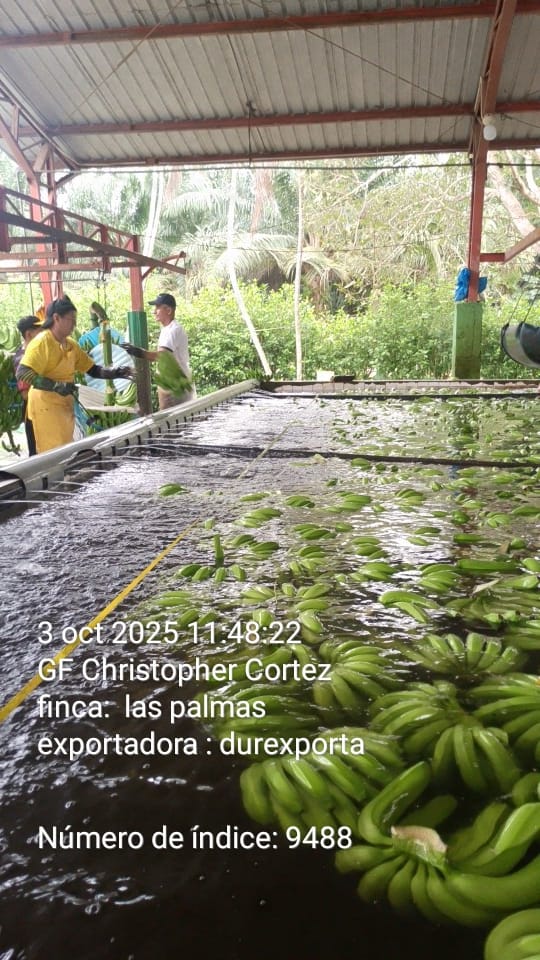 3 oct 2025 11:48:22
GF Christopher Cortez
finca: las palmas
exportadora : durexporta
Número de índice: 9488